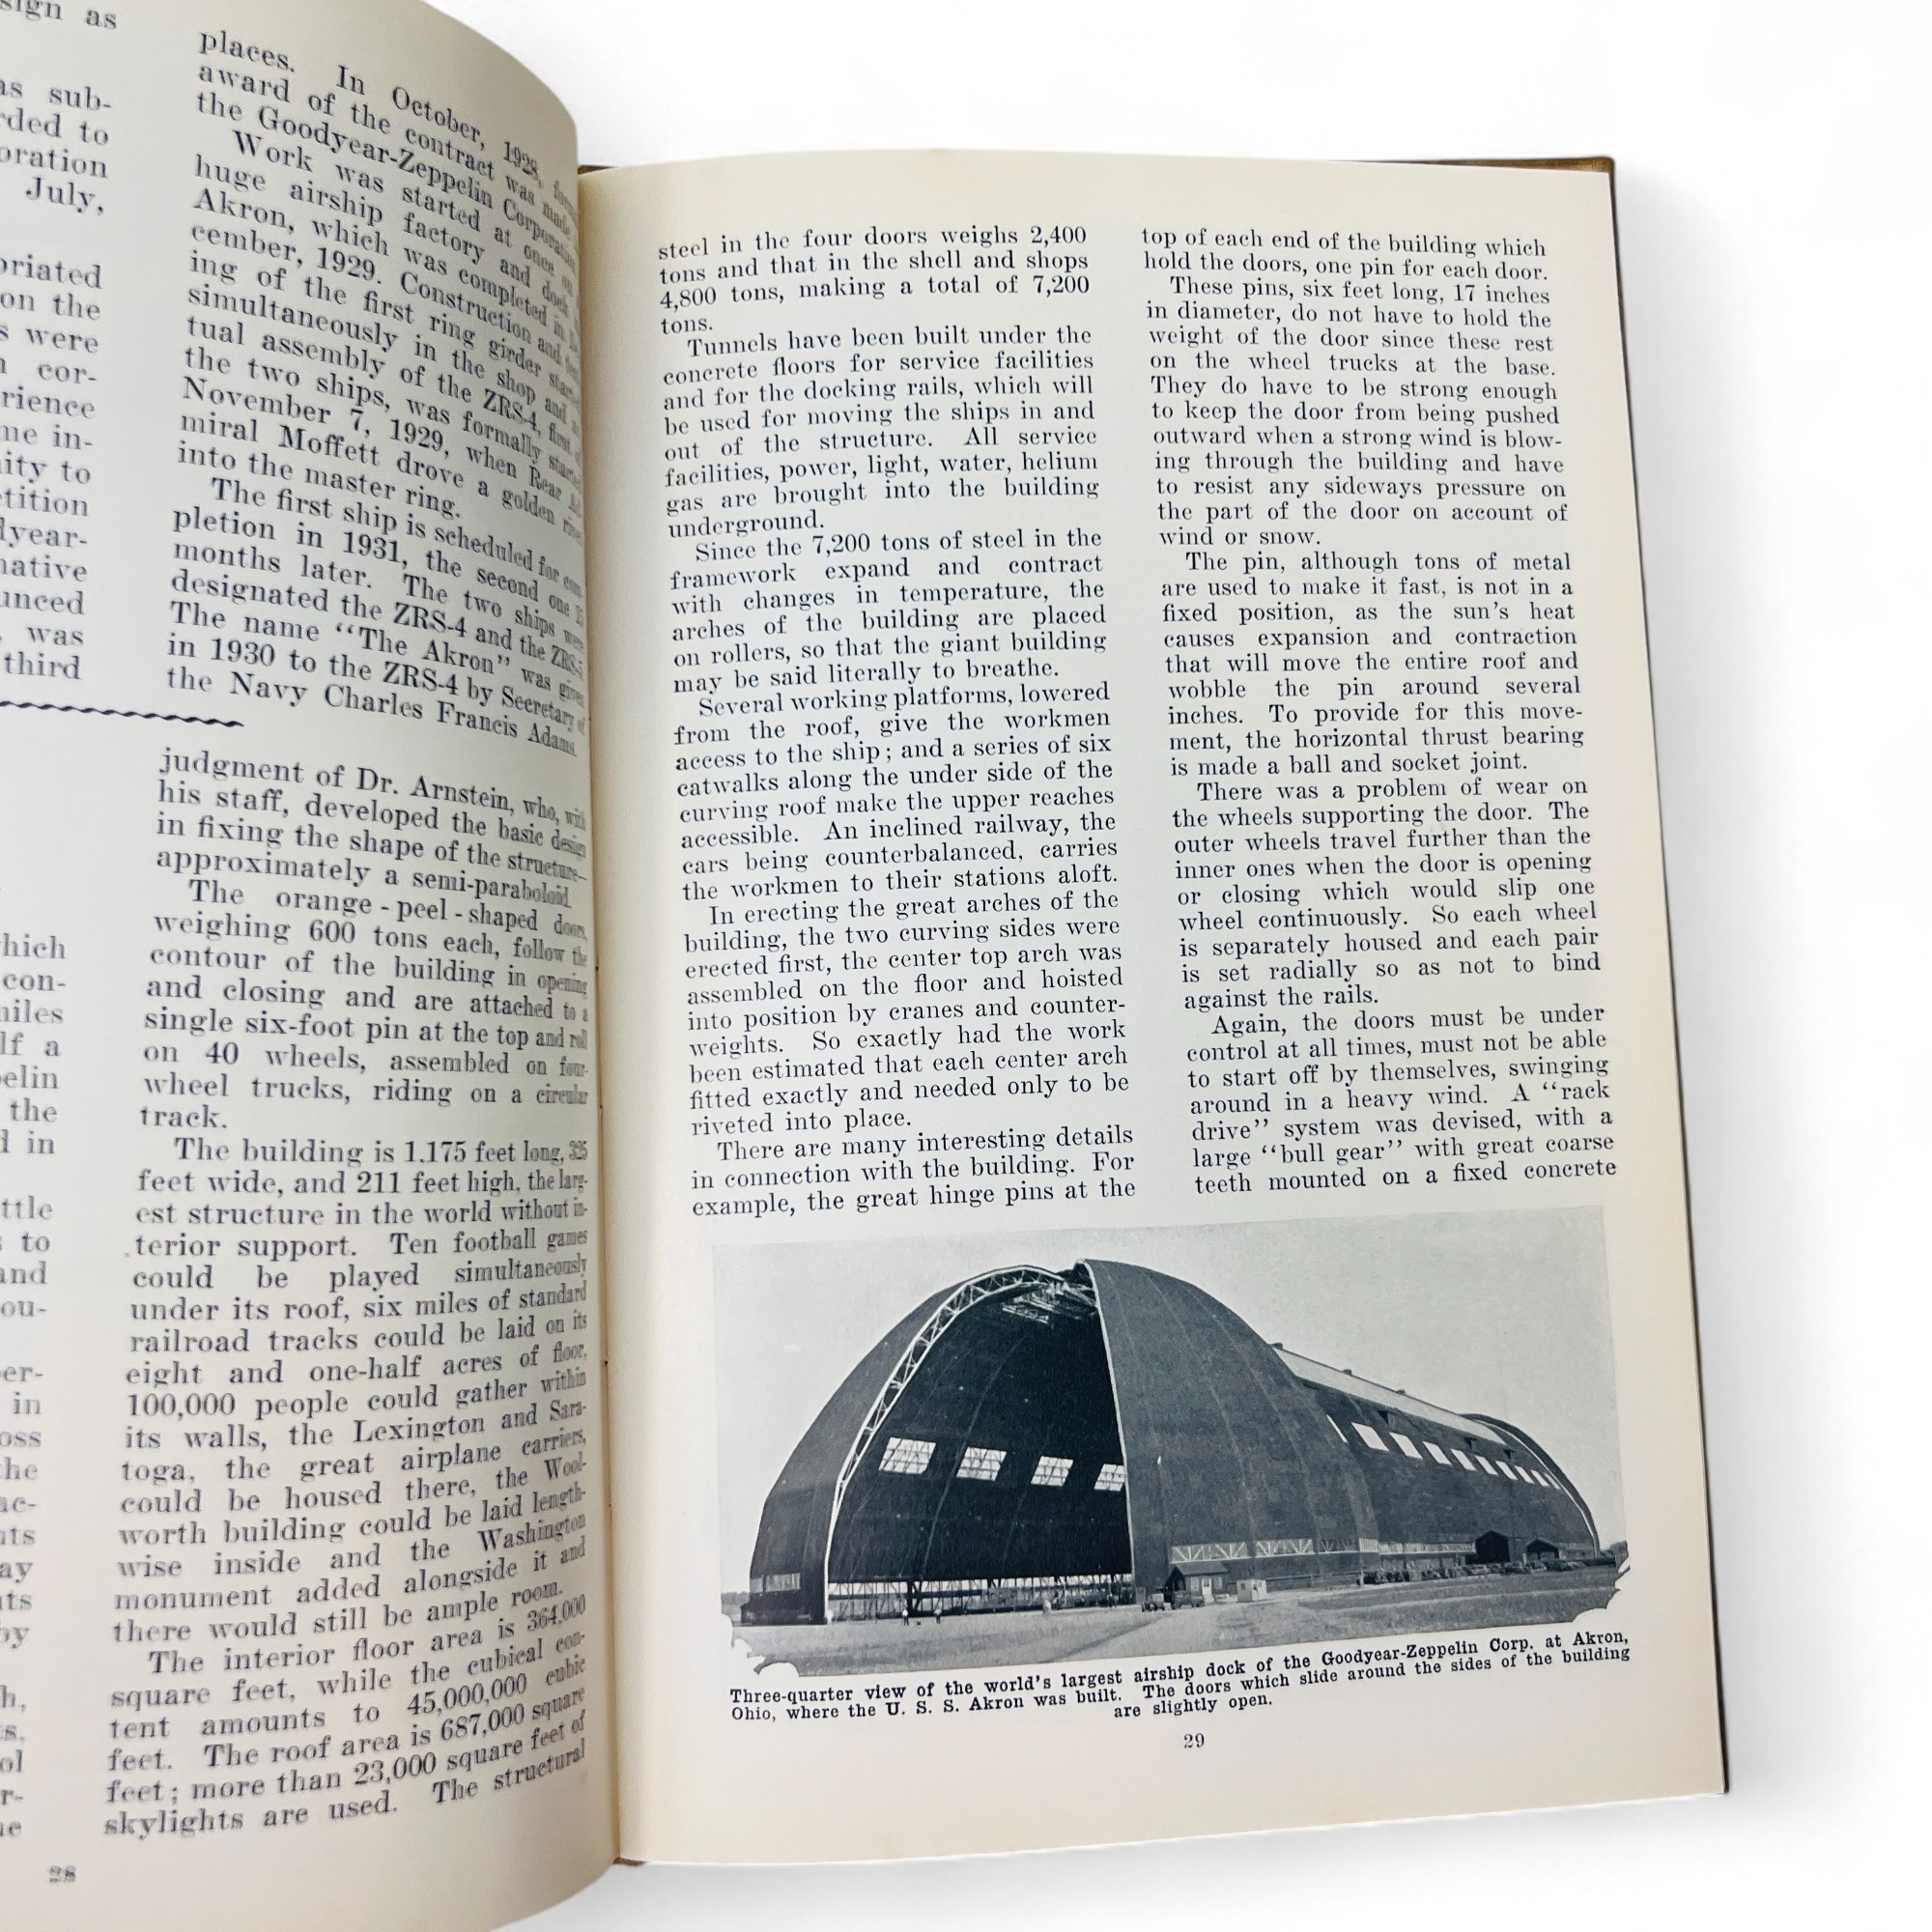 sign as
as sub-
rded to
oration
July,
priated
on the
s were
cor-
rience
me in-
ity to
tition
lyear-
native
unced
was
third
hich
con-
miles
lf a
pelin
the
d in
ttle
to
and
ou-
er-
in
oss
the
ac-
nts
ay
nts
by
h,
s,
ol
r-
ne
places. In October, 1928,
award of the contract was made
the Goodyear-Zeppelin Corporation
Work was started at once on
huge airship factory and dock
Akron, which was completed in De-
cember, 1929. Construction and
ing of the first ring girder started
simultaneously in the shop and
tual assembly of the ZRS-4, first of
the two ships, was formally started
November 7, 1929, when Rear Ad-
miral Moffett drove a golden rivet
into the master ring.
The first ship is scheduled for com-
pletion in 1931, the second one
months later. The two ships were
designated the ZRS-4 and the ZRS-5.
The name “The Akron” was given
in 1930 to the ZRS-4 by Secretary of
the Navy Charles Francis Adams.
judgment of Dr. Arnstein, who, with
his staff, developed the basic design
in fixing the shape of the structure—
approximately a semi-paraboloid.
The orange-peel-shaped doors,
weighing 600 tons each, follow the
contour of the building in opening
and closing and are attached to a
single six-foot pin at the top and roll
on 40 wheels, assembled on four-
wheel trucks, riding on a circular
track.
The building is 1,175 feet long, 325
feet wide, and 211 feet high, the larg-
est structure in the world without in-
terior support. Ten football games
could be played simultaneously
under its roof, six miles of standard
railroad tracks could be laid on its
eight and one-half acres of floor,
100,000 people could gather within
its walls, the Lexington and Sara-
toga, the great airplane carriers,
could be housed there, the Wool-
worth building could be laid length-
wise inside and the Washington
monument added alongside it and
there would still be ample room.
The interior floor area is 364,000
square feet, while the cubical con-
tent amounts to 45,000,000 cubic
feet. The roof area is 687,000 square
feet; more than 23,000 square feet of
skylights are used. The structural
28
steel in the four doors weighs 2,400
tons and that in the shell and shops
4,800 tons, making a total of 7,200
tons.
Tunnels have been built under the
concrete floors for service facilities
and for the docking rails, which will
be used for moving the ships in and
out of the structure. All service
facilities, power, light, water, helium
gas are brought into the building
underground.
Since the 7,200 tons of steel in the
framework expand and contract
with changes in temperature, the
arches of the building are placed
on rollers, so that the giant building
may be said literally to breathe.
Several working platforms, lowered
from the roof, give the workmen
access to the ship; and a series of six
catwalks along the under side of the
curving roof make the upper reaches
accessible. An inclined railway, the
cars being counterbalanced, carries
the workmen to their stations aloft.
In erecting the great arches of the
building, the two curving sides were
erected first, the center top arch was
assembled on the floor and hoisted
into position by cranes and counter-
weights. So exactly had the work
been estimated that each center arch
fitted exactly and needed only to be
riveted into place.
There are many interesting details
in connection with the building. For
example, the great hinge pins at the
top of each end of the building which
hold the doors, one pin for each door.
These pins, six feet long, 17 inches
in diameter, do not have to hold the
weight of the door since these rest
on the wheel trucks at the base.
They do have to be strong enough
to keep the door from being pushed
outward when a strong wind is blow-
ing through the building and have
to resist any sideways pressure on
the part of the door on account of
wind or snow.
The pin, although tons of metal
are used to make it fast, is not in a
fixed position, as the sun's heat
causes expansion and contraction
that will move the entire roof and
wobble the pin around several
inches. To provide for this move-
ment, the horizontal thrust bearing
is made a ball and socket joint.
There was a problem of wear on
the wheels supporting the door. The
outer wheels travel further than the
inner ones when the door is opening
or closing which would slip one
wheel continuously. So each wheel
is separately housed and each pair
is set radially so as not to bind
against the rails.
Again, the doors must be under
control at all times, must not be able
to start off by themselves, swinging
around in a heavy wind. A “rack
drive” system was devised, with a
large “bull gear” with great coarse
teeth mounted on a fixed concrete
Three-quarter view of the world's largest airship dock of the Goodyear-Zeppelin Corp. at Akron,
Ohio, where the U. S. S. Akron was built. The doors which slide around the sides of the building
are slightly open.
29